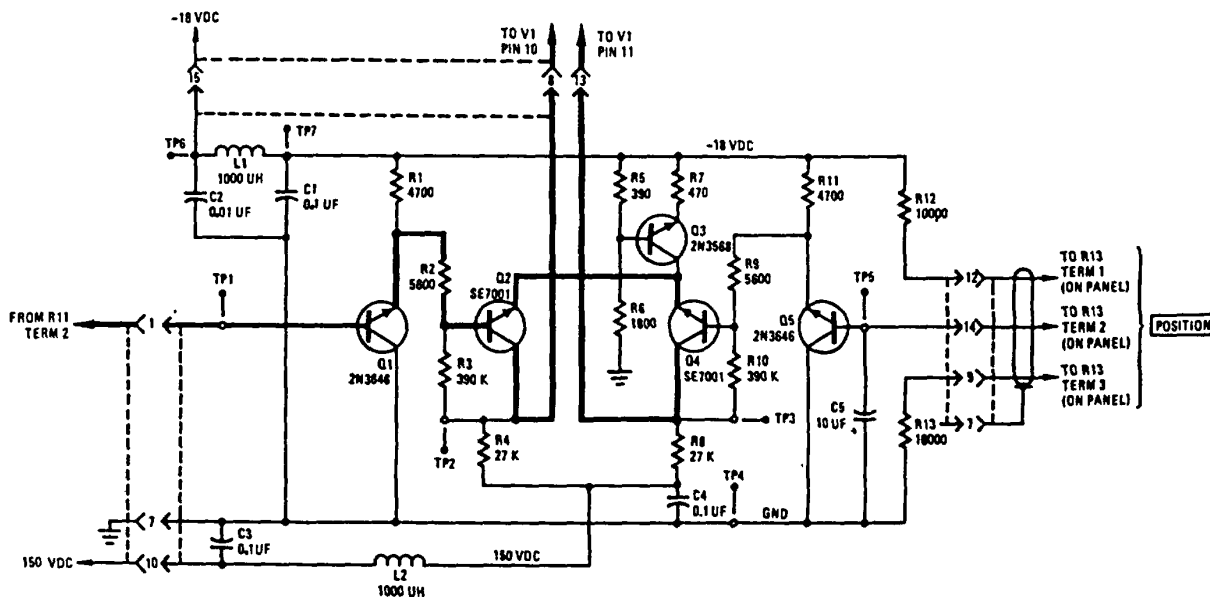 -18 VDC
TO V1
PIN 10
TO V1
PIN 11
15
8
13
TP6
TP7
L1
1000 UH
C2
0.01 UF
C1
0.1 UF
R1
4700
-18 VDC
R5
390
R7
470
R11
4700
R12
10000
Q3
2N3568
R2
5600
Q2
SE7001
R9
5600
TP5
TP1
R6
1800
12
TO R13
TERM 1
(ON PANEL)
FROM R11
TERM 2
1
Q1
2N3646
R3
390 K
Q4
SE7001
R10
390 K
Q5
2N3646
14
TO R13
TERM 2
(ON PANEL)
POSITION
9
TO R13
TERM 3
(ON PANEL)
7
TP2
R4
27 K
R8
27 K
TP3
C5
10 UF
+
R13
18000
TP4
C4
0.1 UF
GND
7
C3
0.1UF
150 VDC
10
L2
1000 UH
150 VDC